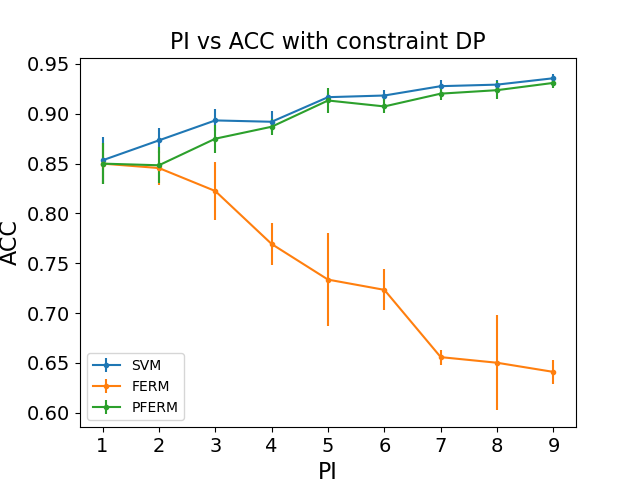 PI vs ACC with constraint DP
0.95
0.90
0.85
0.80
0.75
0.70
0.65
0.60
ACC
SVM
FERM
PFERM
1 2 3 4 5 6 7 8 9
PI